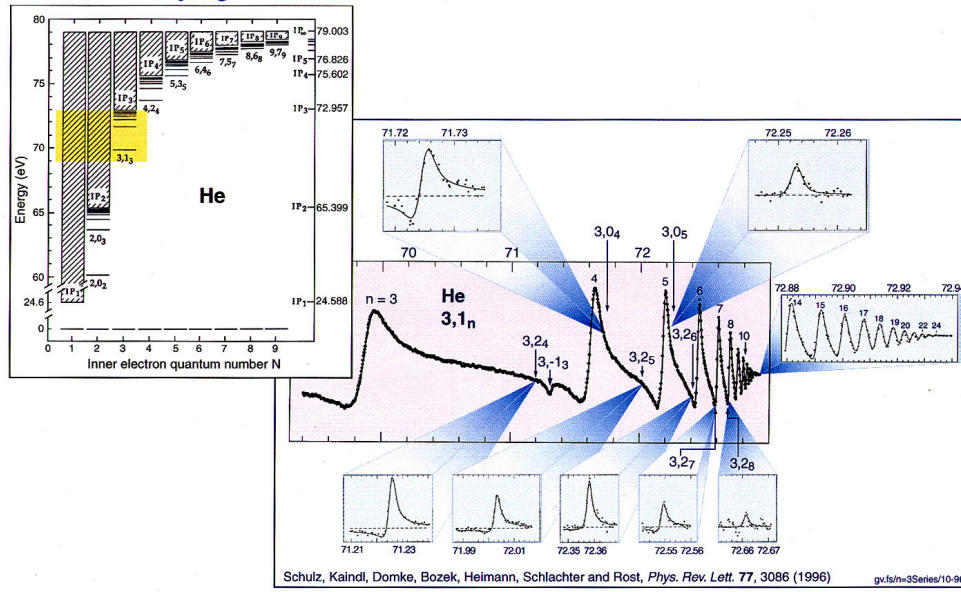 80
75
70
65
60
24.6
0
Energy (eV)
IP1
IP2
IP3
IP4
IP5
IP6
IP7
IP8
IP9
2,02
2,03
3,13
4,24
5,35
6,46
7,57
8,68
9,79
He
IP∞ 79.003
IP5 76.826
IP4 75.602
IP3 72.957
IP2 65.399
IP1 24.588
0 1 2 3 4 5 6 7 8 9
Inner electron quantum number N
71.72 71.73
72.25 72.26
3,04
3,05
70 71 72
n = 3
He
3,1n
3,24
3,-13
4
3,25
5
3,26
6
7
8
10
3,27
3,28
72.88 72.90 72.92 72.94
14 15 16 17 18 19 20 22 24
71.21 71.23
71.99 72.01
72.35 72.36
72.55 72.56
72.66 72.67
Schulz, Kaindl, Domke, Bozek, Heimann, Schlachter and Rost, Phys. Rev. Lett. 77, 3086 (1996)
gv.fs/n=3Series/10-96